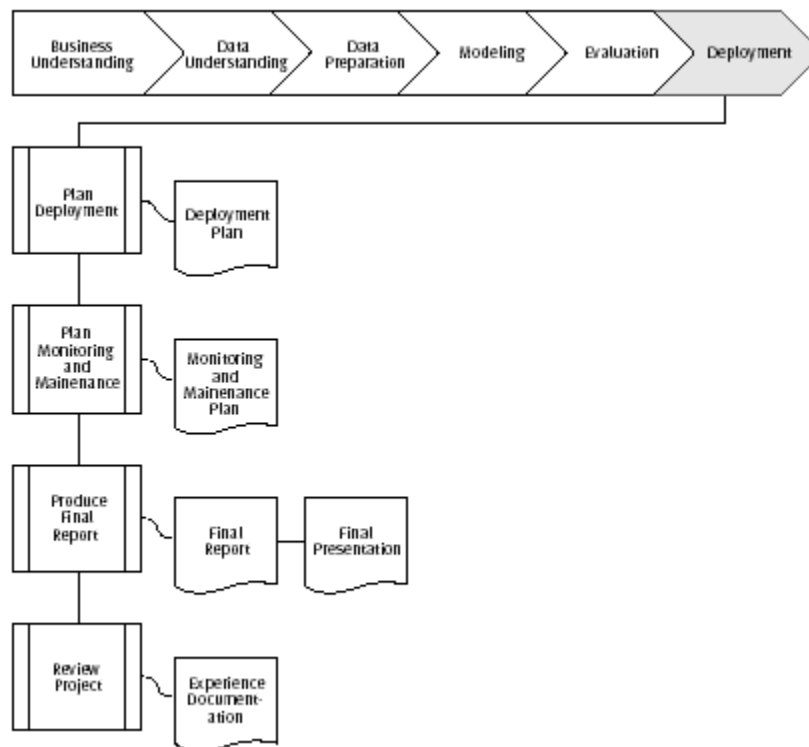 Business
Understanding
Data
Understanding
Data
Preparation
Modeling
Evaluation
Deployment
Plan
Deployment
Deployment
Plan
Plan
Monitoring
and
Mainenance
Monitoring
and
Mainenance
Plan
Produce
Final
Report
Final
Report
Final
Presentation
Review
Project
Experience
Document-
ation